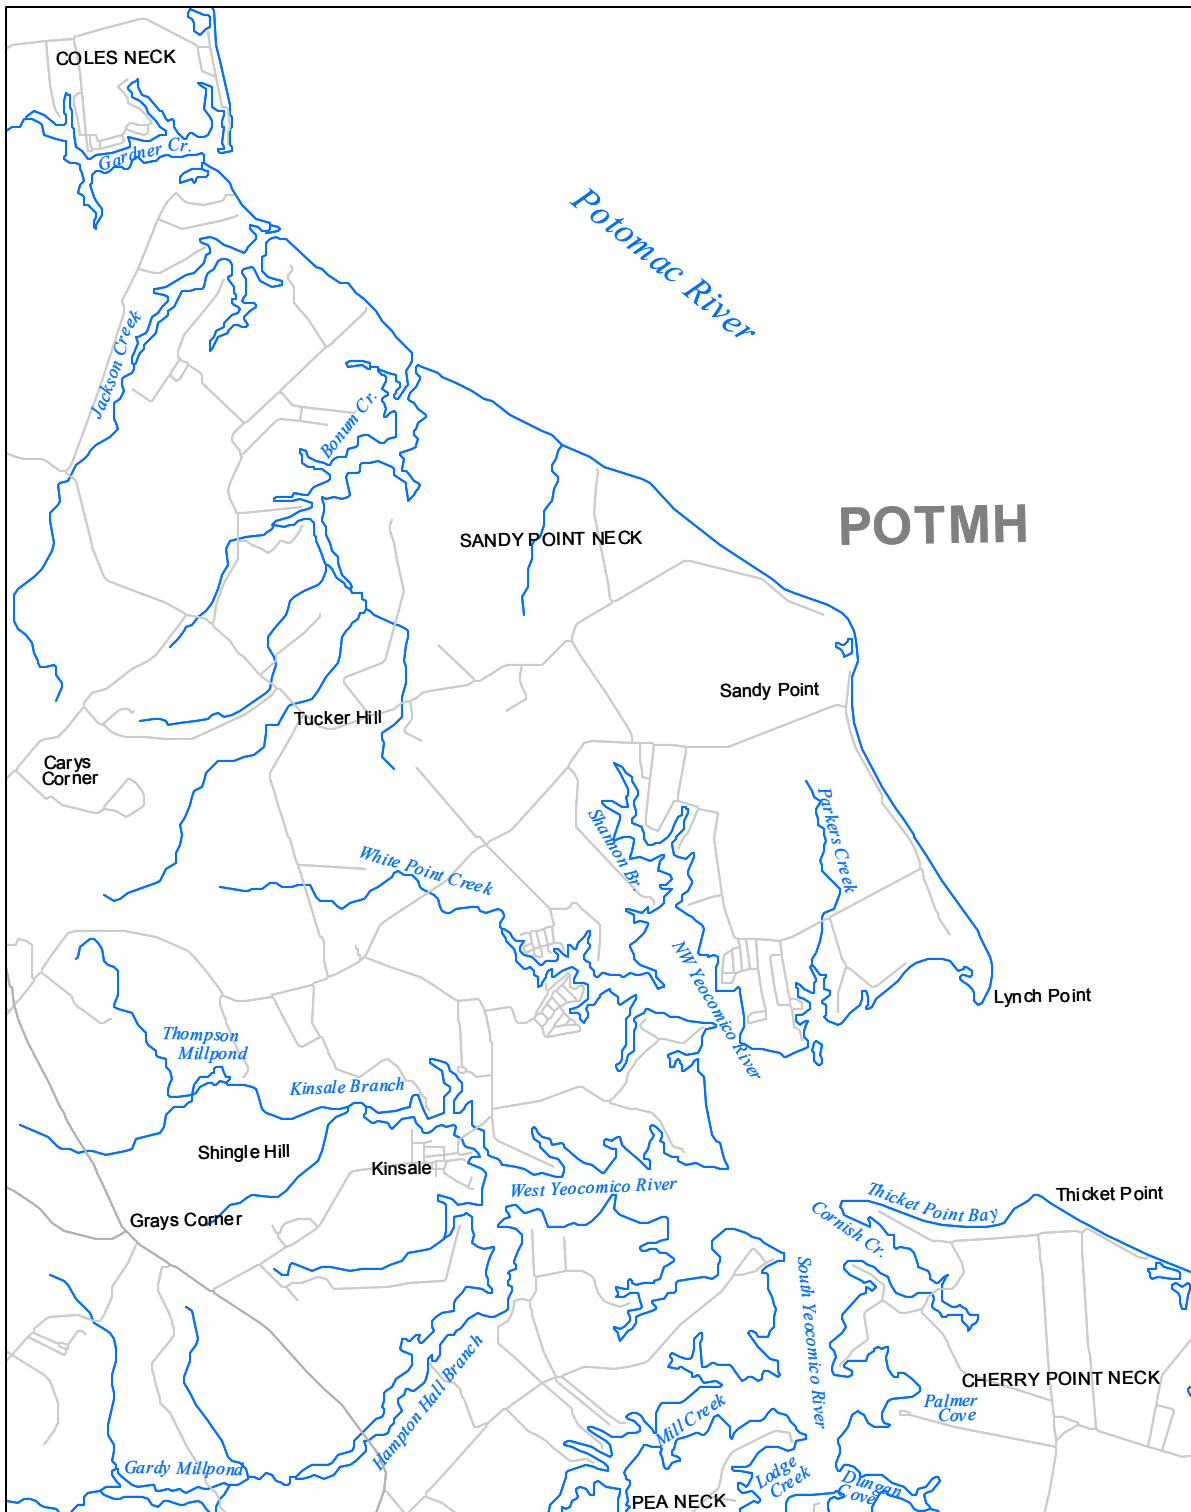 COLES NECK
Gardner Cr.
Potomac River
Jackson Creek
Bonum Cr.
POTMH
SANDY POINT NECK
Sandy Point
Tucker Hill
Carys
Corner
Parkers Creek
Shannon Br.
White Point Creek
NW Yeocomico River
Lynch Point
Thompson
Millpond
Kinsale Branch
Shingle Hill
Kinsale
West Yeocomico River
Thicket Point Bay
Thicket Point
Grays Corner
Cornish Cr.
South Yeocomico River
Hampton Hall Branch
CHERRY POINT NECK
Palmer
Cove
Mill Creek
Gardy Millpond
Lodge
Creek
Dungan
Cove
PEA NECK